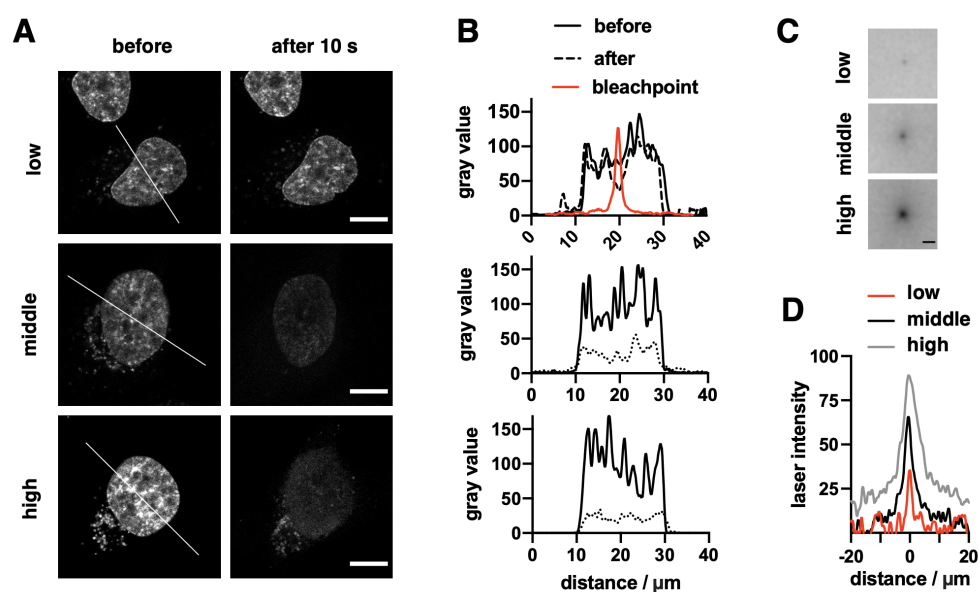 A
before
after 10 s
low
middle
high
B
before
after
bleachpoint
gray value
150
100
50
0
0 10 20 30 40
gray value
150
100
50
0
0 10 20 30 40
gray value
150
100
50
0
0 10 20 30 40
distance / µm
C
low
middle
high
D
low
middle
high
laser intensity
100
75
50
25
-20 0 20
distance / µm